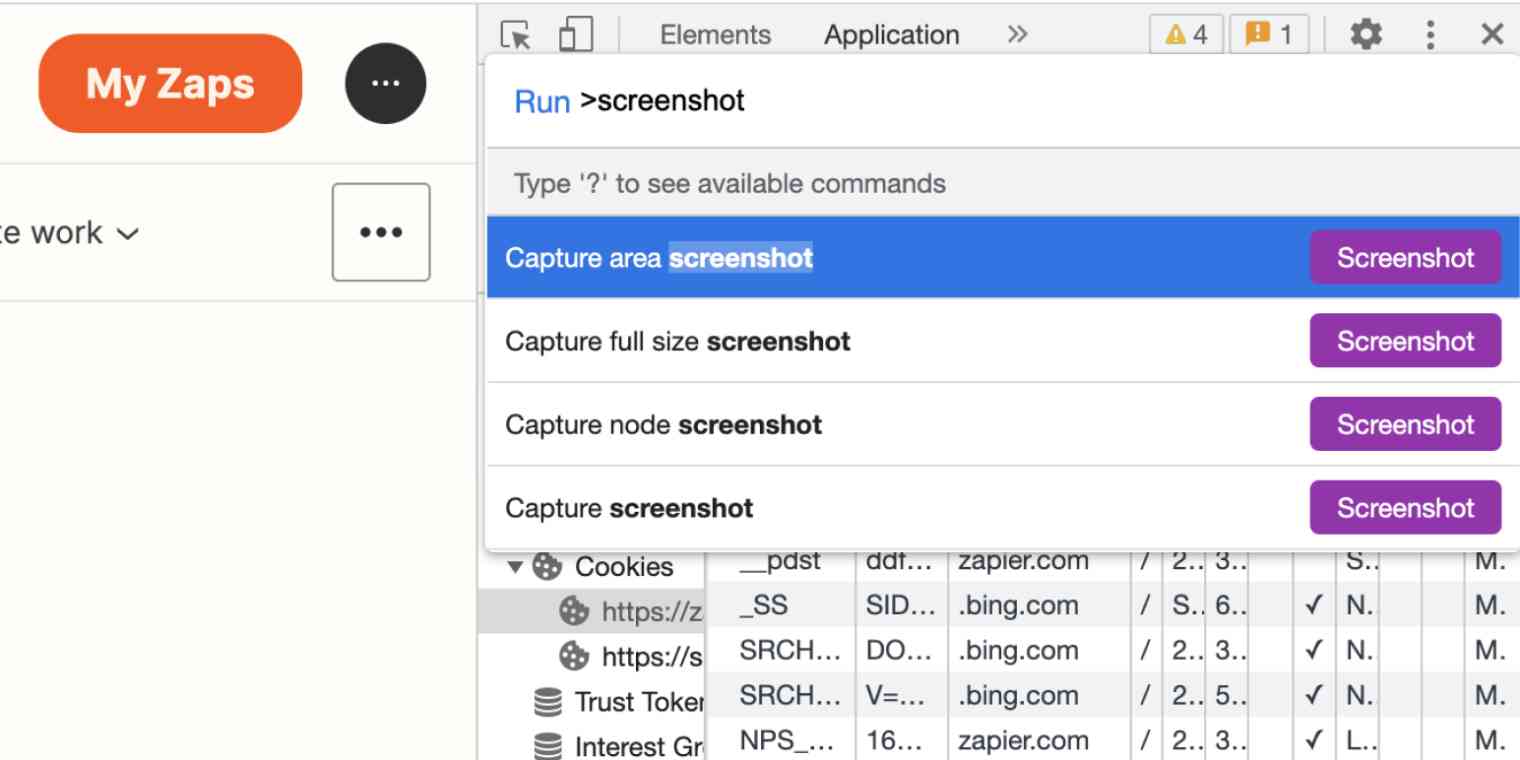 My Zaps
te work
Elements Application 4 1
Run >screenshot
Type '?' to see available commands
Capture area screenshot Screenshot
Capture full size screenshot Screenshot
Capture node screenshot Screenshot
Capture screenshot Screenshot
Cookies
https://za
https://s
Trust Token
Interest Gr
__pdst ddf... zapier.com / 2.. 3.. S.. M.
_SS SID... .bing.com / S.. 6.. ✓ N.. M.
SRCH... DO... .bing.com / 2.. 3.. ✓ N.. M.
SRCH... V=... .bing.com / 2.. 5.. ✓ N.. M.
NPS_... 16... zapier.com / 2.. 3.. ✓ L.. M.